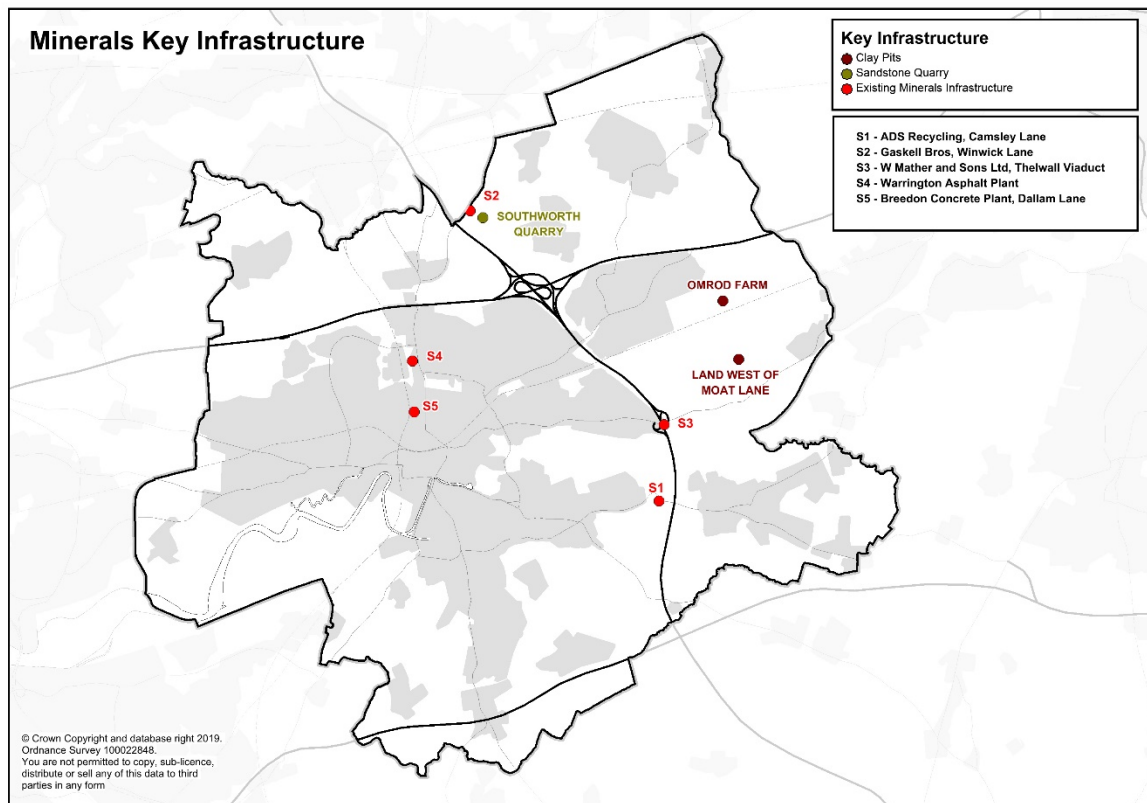 Minerals Key Infrastructure
Key Infrastructure
Clay Pits
Sandstone Quarry
Existing Minerals Infrastructure
S1 - ADS Recycling, Camsley Lane
S2 - Gaskell Bros, Winwick Lane
S3 - W Mather and Sons Ltd, Thelwall Viaduct
S4 - Warrington Asphalt Plant
S5 - Breedon Concrete Plant, Dallam Lane
S2
SOUTHWORTH
QUARRY
OMROD FARM
S4
LAND WEST OF
MOAT LANE
S5
S3
S1
© Crown Copyright and database right 2019.
Ordnance Survey 100022848.
You are not permitted to copy, sub-licence,
distribute or sell any of this data to third
parties in any form